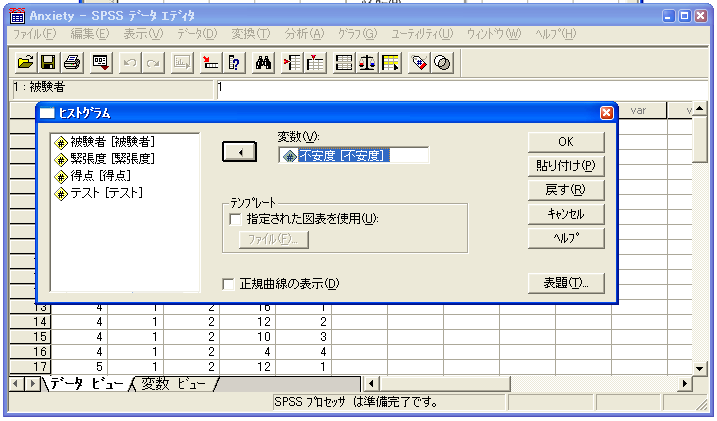 Anxiety - SPSS データ エディタ
ファイル(F) 編集(E) 表示(V) データ(D) 変換(T) 分析(A) グラフ(G) ユーティリティ(U) ウィンドウ(W) ヘルプ(H)
1 : 被験者 1
var
ヒストグラム
被験者 [被験者]
緊張度 [緊張度]
得点 [得点]
テスト [テスト]
変数(V):
不安度 [不安度]
テンプレート
指定された図表を使用(U):
ファイル(F)...
正規曲線の表示(D)
OK
貼り付け(P)
戻す(R)
キャンセル
ヘルプ
表題(T)...
13 4 1 2 16 1
14 4 1 2 12 2
15 4 1 2 10 3
16 4 1 2 4 4
17 5 1 2 12 1
データ ビュー 変数 ビュー
SPSS プロセッサ は準備完了です。